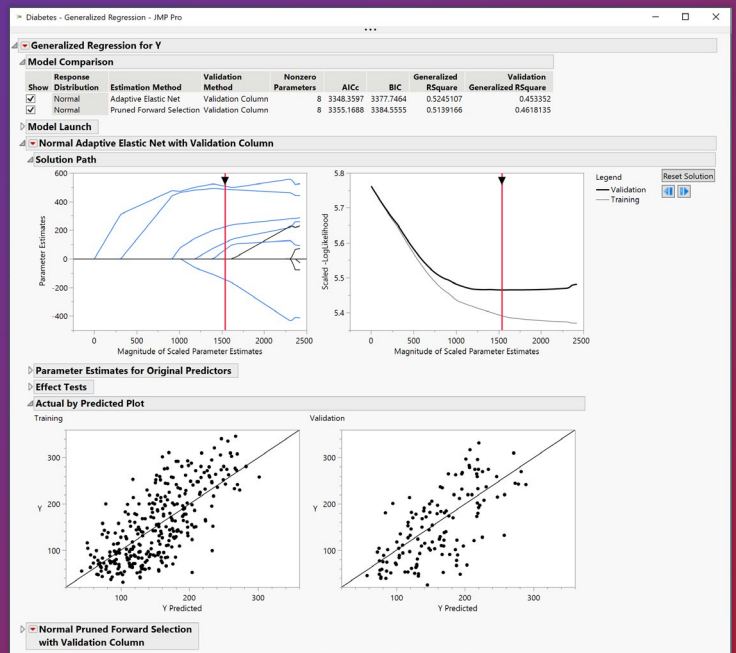 Diabetes - Generalized Regression - JMP Pro
Generalized Regression for Y
Model Comparison
Show Response Distribution Estimation Method Validation Method Nonzero Parameters AICc BIC Generalized RSquare Validation Generalized RSquare
Normal Adaptive Elastic Net Validation Column 8 3348.3597 3377.7464 0.5245107 0.453352
Normal Pruned Forward Selection Validation Column 8 3355.1688 3384.5555 0.5139166 0.4618135
Model Launch
Normal Adaptive Elastic Net with Validation Column
Solution Path
600
400
200
0
-200
-400
Parameter Estimates
0 500 1000 1500 2000 2500
Magnitude of Scaled Parameter Estimates
5.8
5.7
5.6
5.5
5.4
Scaled -LogLikelihood
0 500 1000 1500 2000 2500
Magnitude of Scaled Parameter Estimates
Legend
Validation
Training
Reset Solution
Parameter Estimates for Original Predictors
Effect Tests
Actual by Predicted Plot
Training
300
200
100
Y
100 200 300
Y Predicted
Validation
300
200
100
Y
100 200 300
Y Predicted
Normal Pruned Forward Selection
with Validation Column